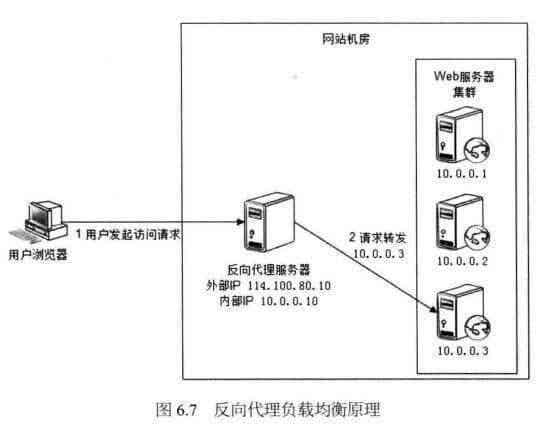 网站机房
Web服务器
集群
10.0.0.1
1 用户发起访问请求
2 请求转发
10.0.0.3
10.0.0.2
用户浏览器
反向代理服务器
外部IP 114.100.80.10
内部IP 10.0.0.10
10.0.0.3
图 6.7 反向代理负载均衡原理